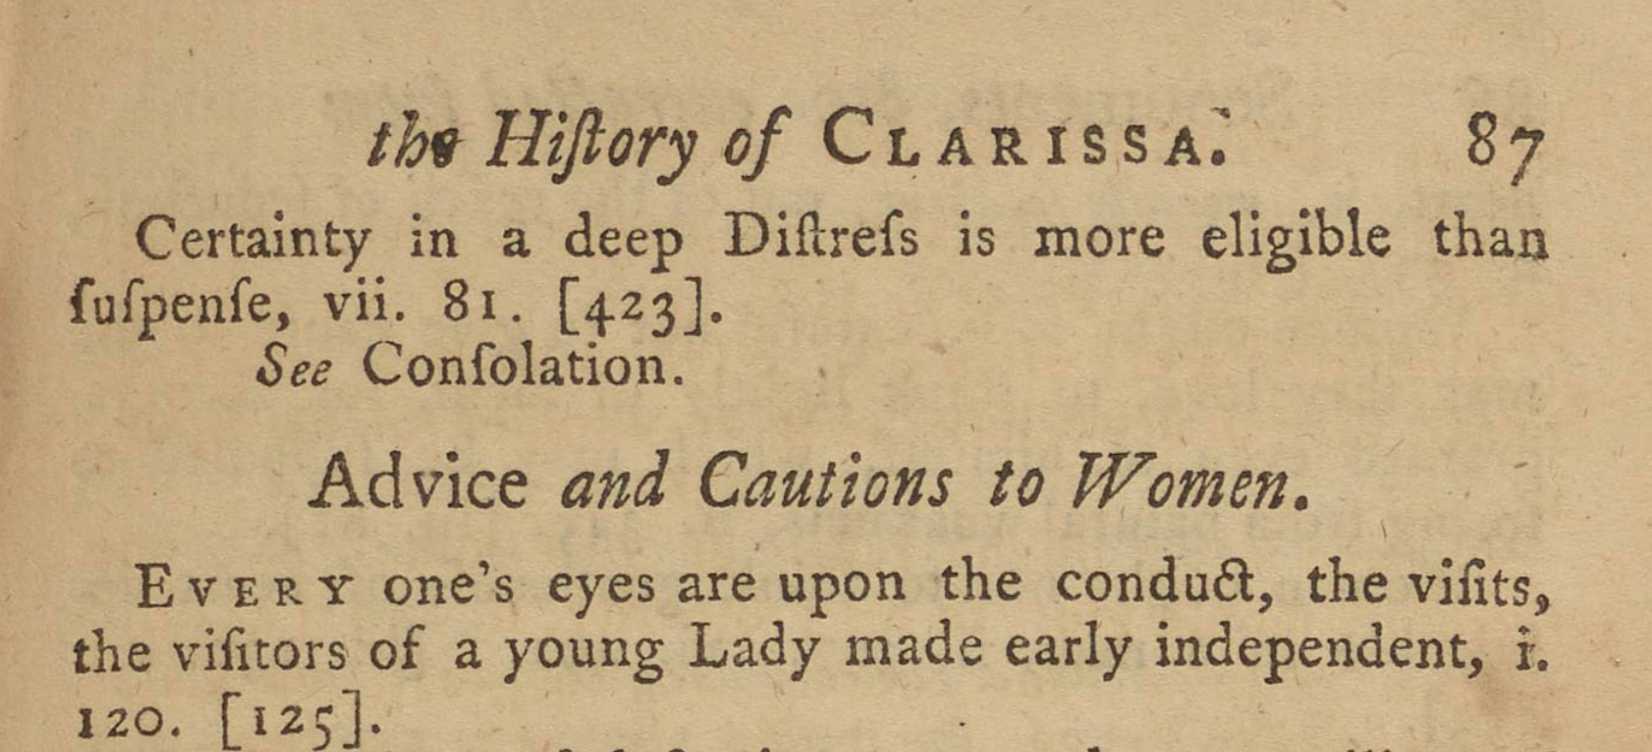 the Hiſtory of CLARISSA. 87
Certainty in a deep Diſtreſs is more eligible than
ſuſpenſe, vii. 81. [423].
See Conſolation.
Advice and Cautions to Women.
EVERY one's eyes are upon the conduct, the viſits,
the viſitors of a young Lady made early independent, i.
120. [125].